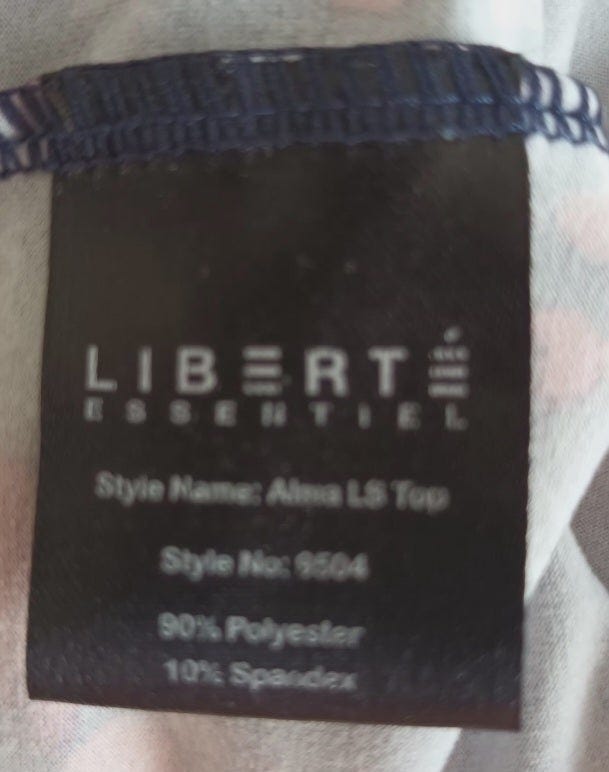 LIBERTÉ
ESSENTIEL
Style Name: Alma LS Top
Style No: 9504
90% Polyester
10% Spandex